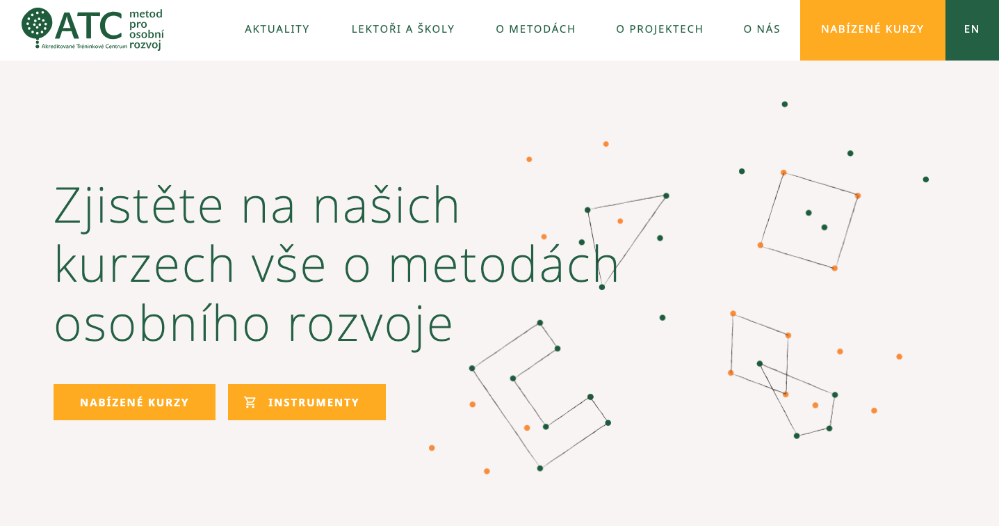 ATC
metod
pro
osobní
rozvoj
Akreditované Tréninkové Centrum
AKTUALITY
LEKTOŘI A ŠKOLY
O METODÁCH
O PROJEKTECH
O NÁS
NABÍZENÉ KURZY
EN
Zjistěte na našich
kurzech vše o metodách
osobního rozvoje
NABÍZENÉ KURZY
INSTRUMENTY